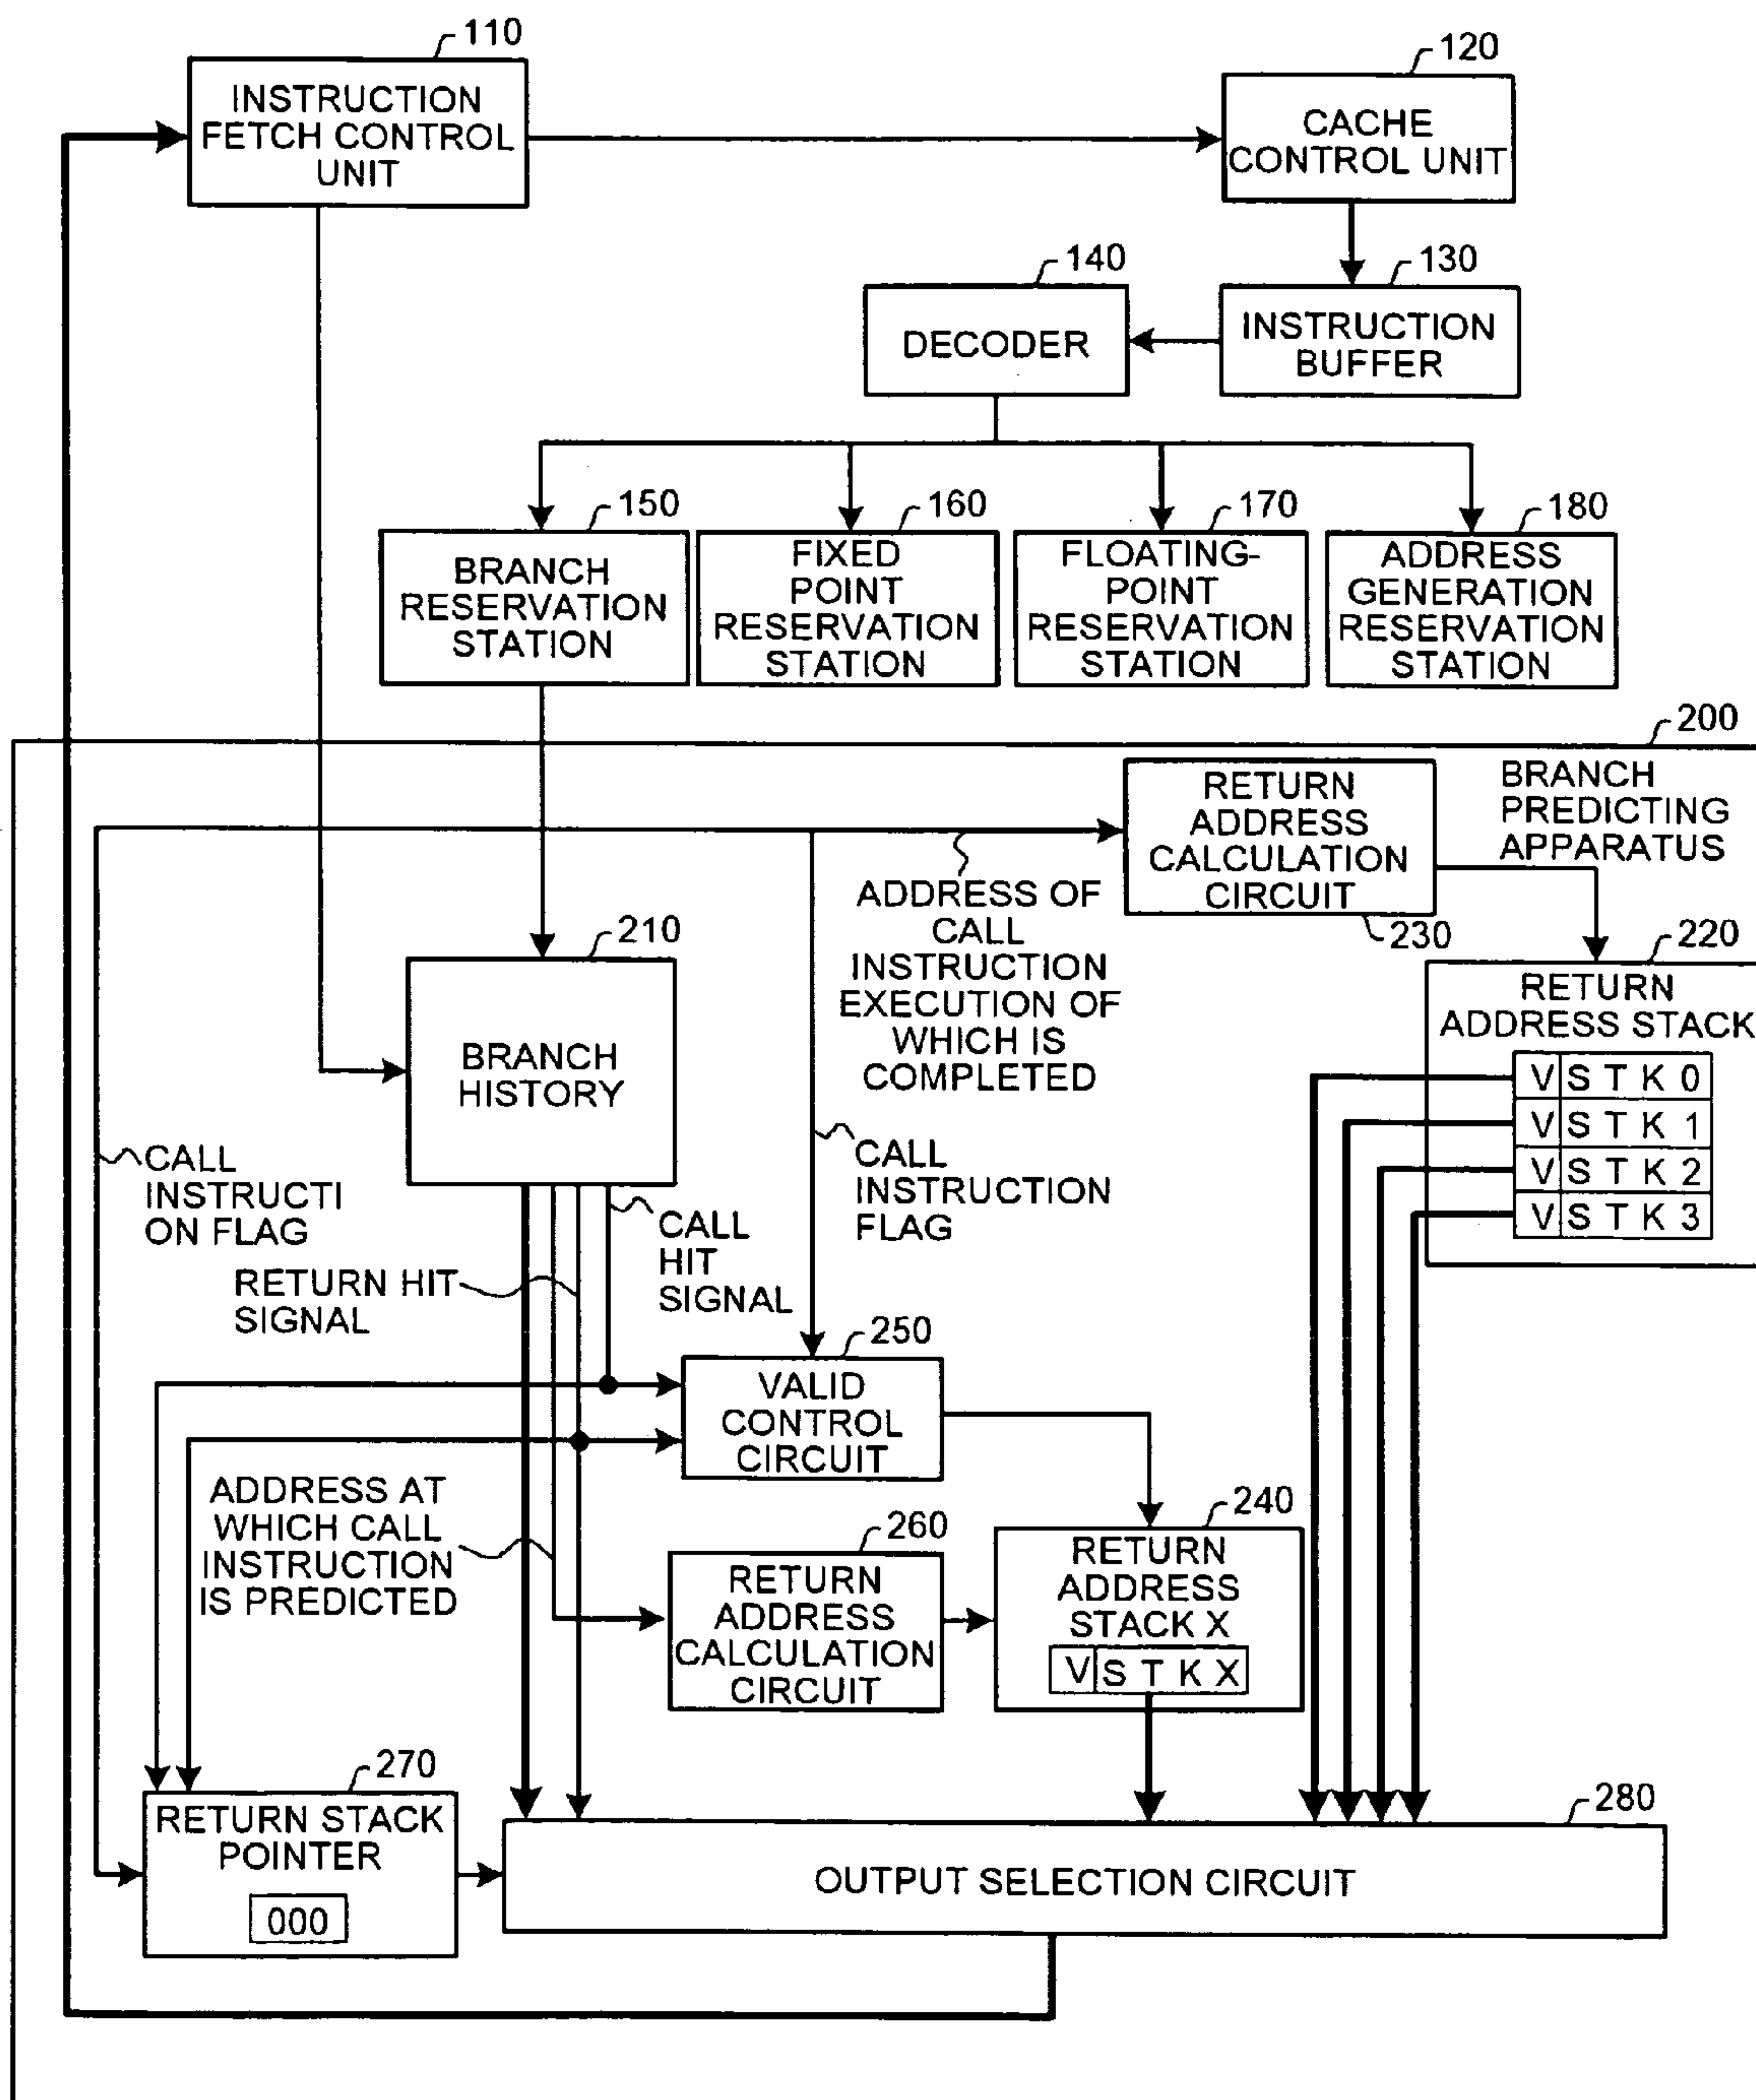 110
INSTRUCTION
FETCH CONTROL
UNIT
120
CACHE
CONTROL UNIT
140
DECODER
130
INSTRUCTION
BUFFER
150
BRANCH
RESERVATION
STATION
160
FIXED
POINT
RESERVATION
STATION
170
FLOATING-
POINT
RESERVATION
STATION
180
ADDRESS
GENERATION
RESERVATION
STATION
200
BRANCH
PREDICTING
APPARATUS
RETURN
ADDRESS
CALCULATION
CIRCUIT
230
ADDRESS OF
CALL
INSTRUCTION
EXECUTION OF
WHICH IS
COMPLETED
210
BRANCH
HISTORY
220
RETURN
ADDRESS STACK
V S T K 0
V S T K 1
V S T K 2
V S T K 3
CALL
INSTRUCTI
ON FLAG
CALL
INSTRUCTION
FLAG
CALL
HIT
SIGNAL
RETURN HIT
SIGNAL
250
VALID
CONTROL
CIRCUIT
ADDRESS AT
WHICH CALL
INSTRUCTION
IS PREDICTED
260
RETURN
ADDRESS
CALCULATION
CIRCUIT
240
RETURN
ADDRESS
STACK X
V S T K X
270
RETURN STACK
POINTER
000
280
OUTPUT SELECTION CIRCUIT